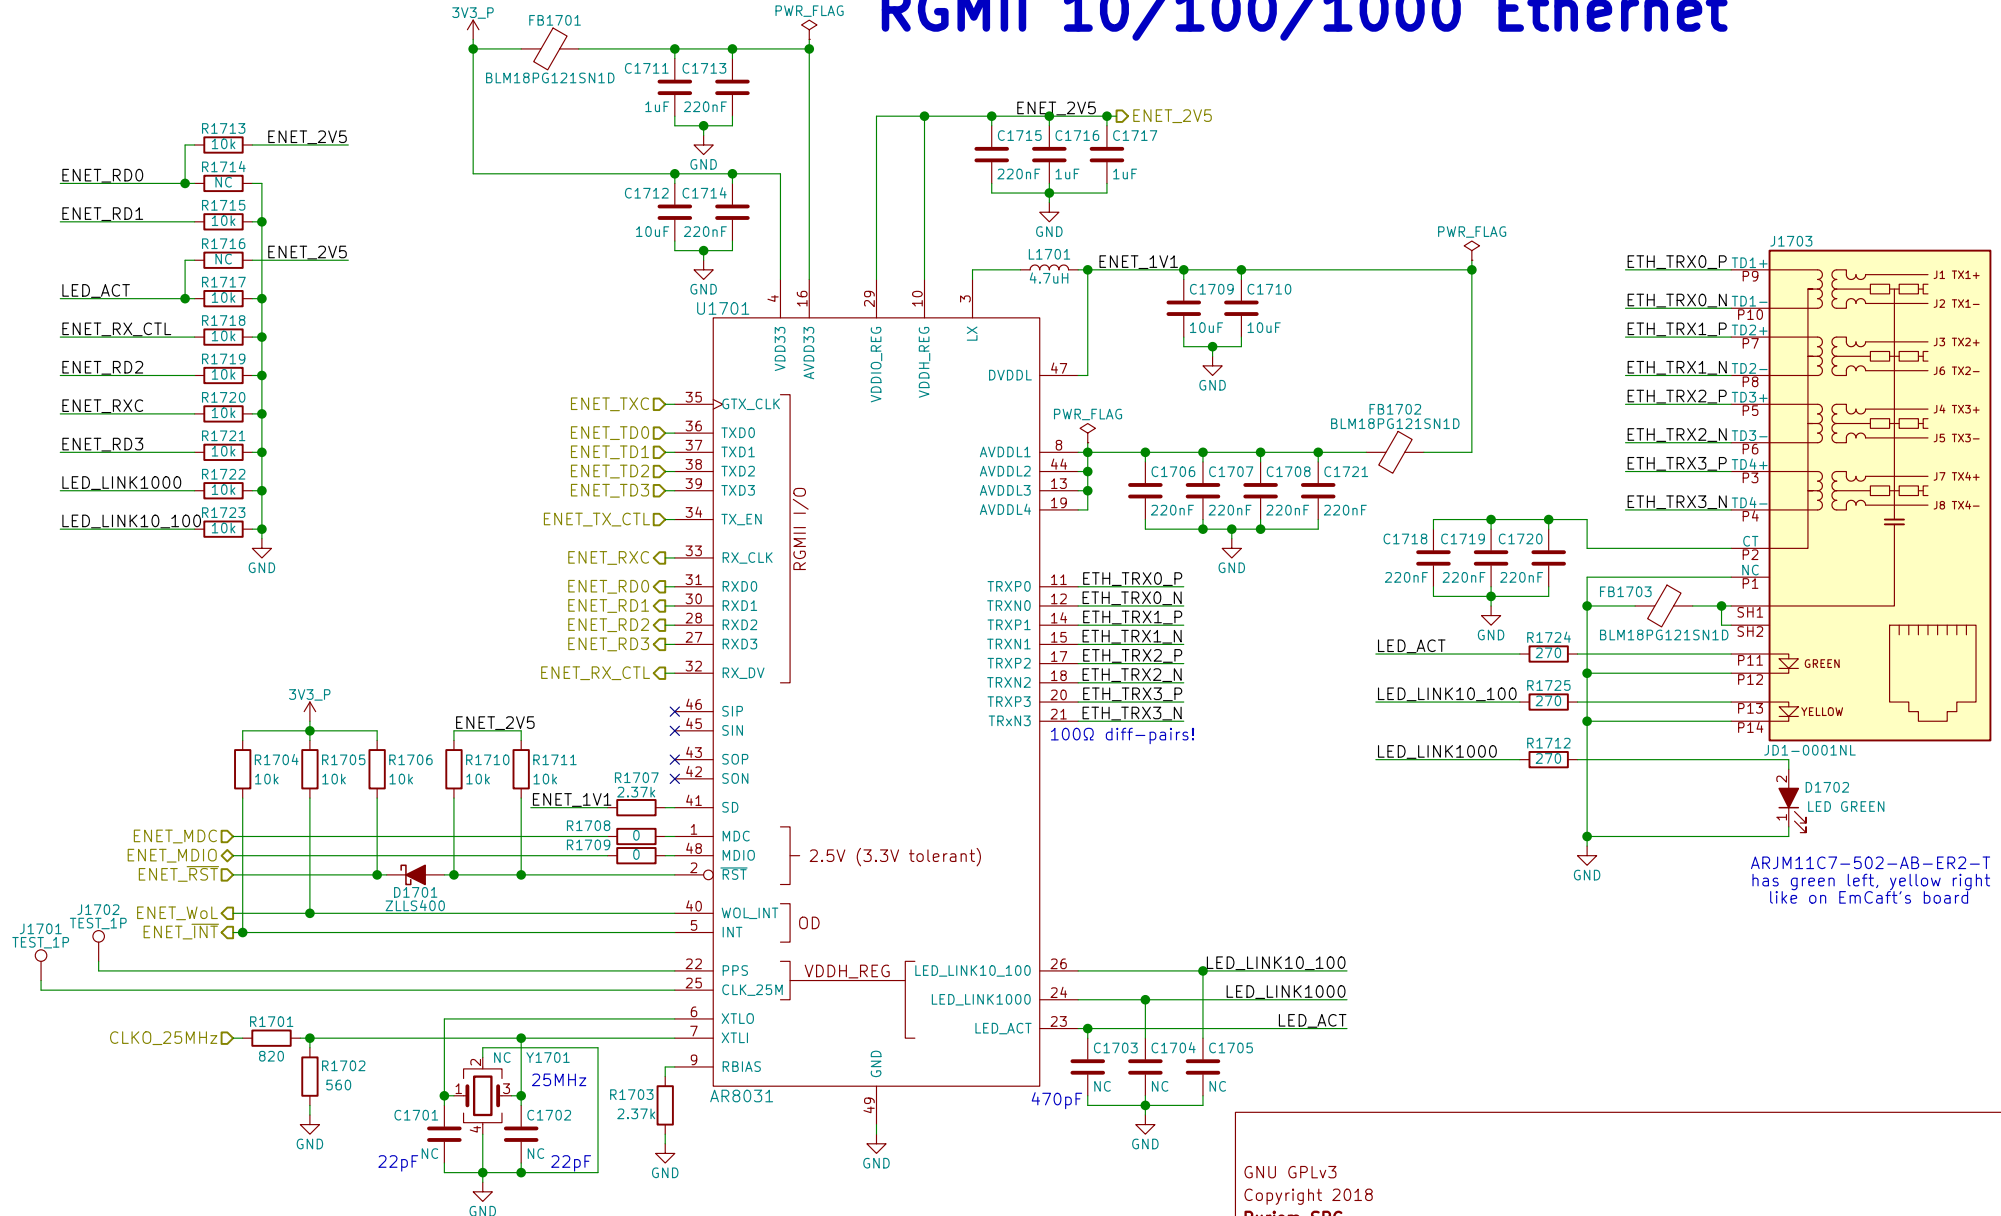 RGMII 10/100/1000 Ethernet
3V3_P
FB1701
BLM18PG121SN1D
PWR_FLAG
C1711
1uF
C1713
220nF
GND
C1712
10uF
C1714
220nF
GND
R1713
10k
ENET_2V5
ENET_RD0
R1714
NC
ENET_RD1
R1715
10k
R1716
NC
ENET_2V5
LED_ACT
R1717
10k
ENET_RX_CTL
R1718
10k
ENET_RD2
R1719
10k
ENET_RXC
R1720
10k
ENET_RD3
R1721
10k
LED_LINK1000
R1722
10k
LED_LINK10_100
R1723
10k
GND
ENET_2V5
ENET_2V5
C1715
220nF
C1716
1uF
C1717
1uF
GND
L1701
4.7uH
ENET_1V1
C1709
10uF
C1710
10uF
GND
PWR_FLAG
FB1702
BLM18PG121SN1D
PWR_FLAG
C1706
220nF
C1707
220nF
C1708
220nF
C1721
220nF
GND
U1701
AR8031
4
VDD33
16
AVDD33
29
VDDIO_REG
10
VDDH_REG
3
LX
47
DVDDL
8
AVDDL1
44
AVDDL2
13
AVDDL3
19
AVDDL4
ENET_TXC
35
GTX_CLK
ENET_TD0
36
TXD0
ENET_TD1
37
TXD1
ENET_TD2
38
TXD2
ENET_TD3
39
TXD3
ENET_TX_CTL
34
TX_EN
ENET_RXC
33
RX_CLK
ENET_RD0
31
RXD0
ENET_RD1
30
RXD1
ENET_RD2
28
RXD2
ENET_RD3
27
RXD3
ENET_RX_CTL
32
RX_DV
RGMII I/O
46
SIP
45
SIN
43
SOP
42
SON
TRXP0
11
ETH_TRX0_P
TRXN0
12
ETH_TRX0_N
TRXP1
14
ETH_TRX1_P
TRXN1
15
ETH_TRX1_N
TRXP2
17
ETH_TRX2_P
TRXN2
18
ETH_TRX2_N
TRXP3
20
ETH_TRX3_P
TRxN3
21
ETH_TRX3_N
100Ω diff-pairs!
3V3_P
R1704
10k
R1705
10k
R1706
10k
ENET_2V5
R1710
10k
R1711
10k
ENET_1V1
R1707
2.37k
41
SD
ENET_MDC
R1708
0
1
MDC
ENET_MDIO
R1709
0
48
MDIO
ENET_RST
D1701
ZLLS400
2
RST
2.5V (3.3V tolerant)
ENET_WoL
40
WOL_INT
ENET_INT
5
INT
OD
J1701
TEST_1P
J1702
TEST_1P
22
PPS
25
CLK_25M
VDDH_REG
CLKO_25MHz
R1701
820
R1702
560
GND
6
XTLO
7
XTLI
9
RBIAS
NC
Y1701
25MHz
1
2
3
4
C1701
NC
22pF
C1702
NC
22pF
GND
R1703
2.37k
GND
GND
49
GND
LED_LINK10_100
26
LED_LINK10_100
LED_LINK1000
24
LED_LINK1000
LED_ACT
23
LED_ACT
C1703
NC
C1704
NC
C1705
NC
470pF
GND
J1703
JD1-0001NL
ETH_TRX0_P
TD1+
P9
J1 TX1+
ETH_TRX0_N
TD1-
P10
J2 TX1-
ETH_TRX1_P
TD2+
P7
J3 TX2+
ETH_TRX1_N
TD2-
P8
J6 TX2-
ETH_TRX2_P
TD3+
P5
J4 TX3+
ETH_TRX2_N
TD3-
P6
J5 TX3-
ETH_TRX3_P
TD4+
P3
J7 TX4+
ETH_TRX3_N
TD4-
P4
J8 TX4-
CT
P2
NC
P1
SH1
SH2
C1718
220nF
C1719
220nF
C1720
220nF
GND
FB1703
BLM18PG121SN1D
LED_ACT
R1724
270
P11
GREEN
P12
LED_LINK10_100
R1725
270
P13
YELLOW
P14
LED_LINK1000
R1712
270
2
1
D1702
LED GREEN
GND
ARJM11C7-502-AB-ER2-T
has green left, yellow right
like on EmCaft's board
GNU GPLv3
Copyright 2018